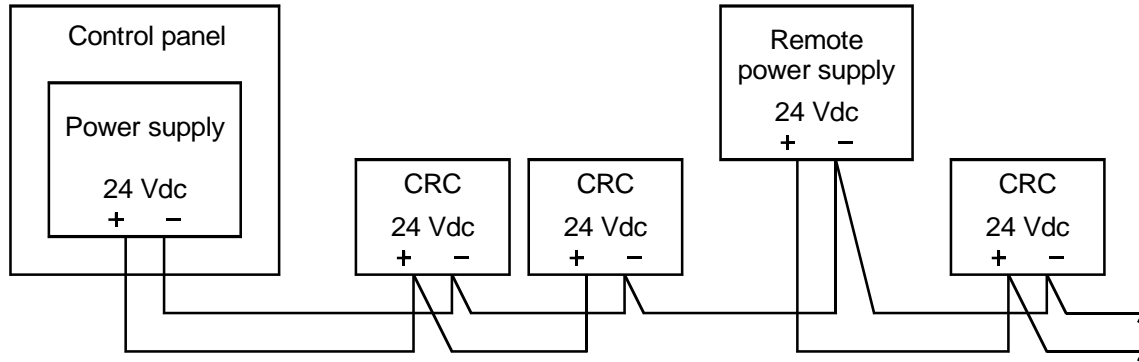 Control panel
Power supply
24 Vdc
+ −
CRC
24 Vdc
+ −
CRC
24 Vdc
+ −
Remote
power supply
24 Vdc
+ −
CRC
24 Vdc
+ −